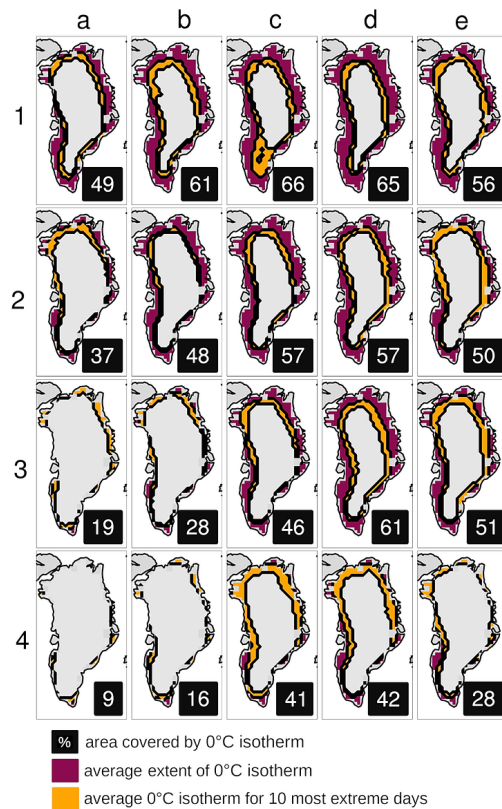 a b c d e
1
49 61 66 65 56
2
37 48 57 57 50
3
19 28 46 61 51
4
9 16 41 42 28
% area covered by 0°C isotherm
average extent of 0°C isotherm
average 0°C isotherm for 10 most extreme days